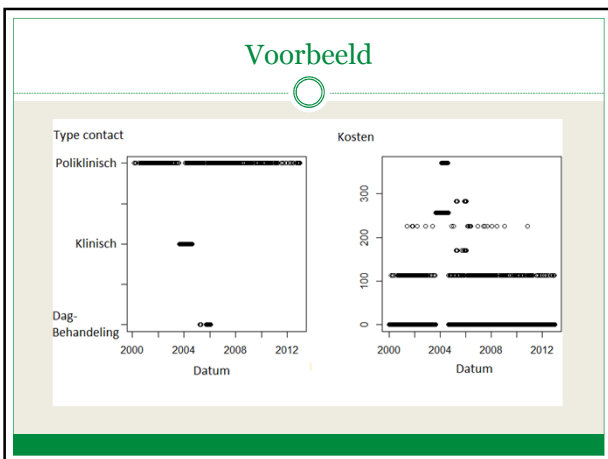 Voorbeeld
Type contact
Poliklinisch
Klinisch
Dag-
Behandeling
2000 2004 2008 2012
Datum
Kosten
300
200
100
0
2000 2004 2008 2012
Datum